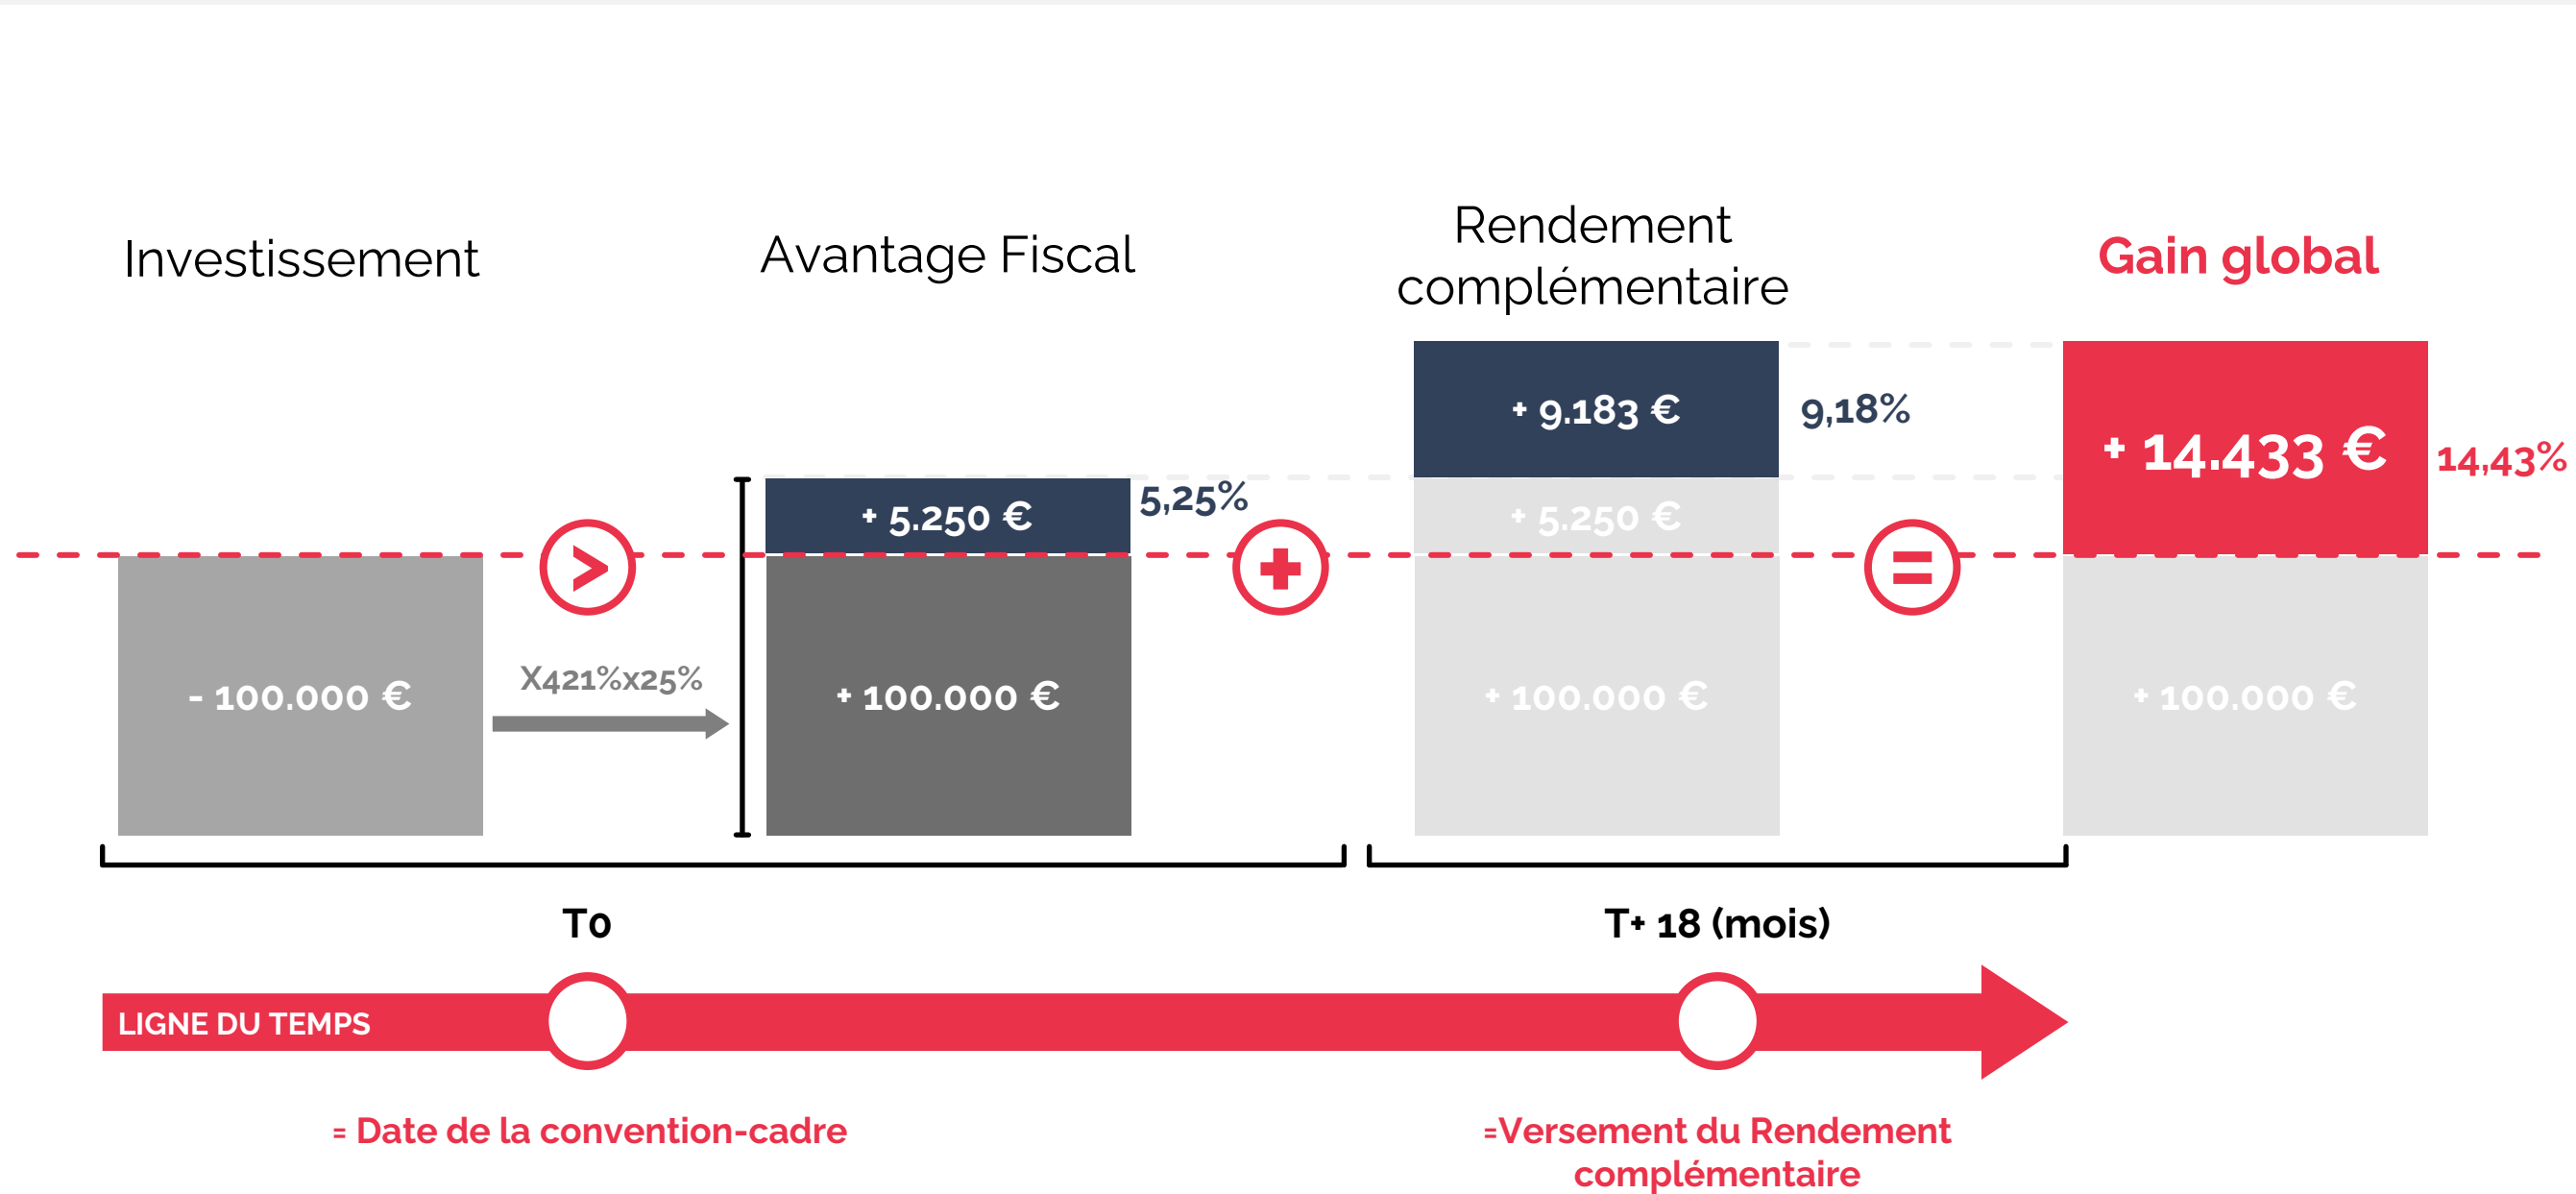 Investissement
Avantage Fiscal
Rendement
complémentaire
Gain global
+ 9.183 €
9,18%
+ 14.433 €
14,43%
+ 5.250 €
5,25%
+ 5.250 €
>
+
=
- 100.000 €
X421%x25%
+ 100.000 €
+ 100.000 €
+ 100.000 €
T0
T+ 18 (mois)
LIGNE DU TEMPS
= Date de la convention-cadre
=Versement du Rendement
complémentaire